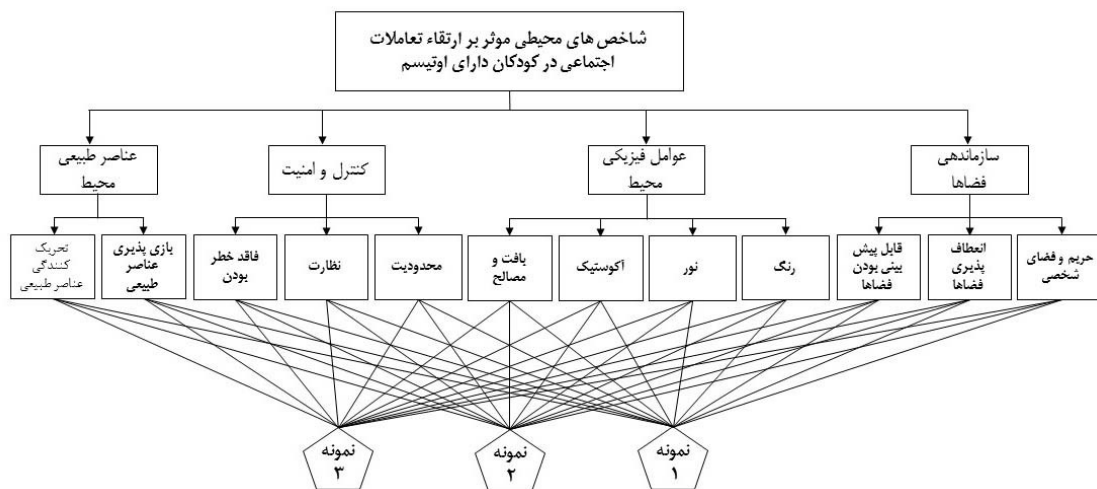 شاخص های محیطی موثر بر ارتقاء تعاملات
اجتماعی در کودکان دارای اوتیسم
سازماندهی
فضاها
عوامل فیزیکی
محیط
کنترل و امنیت
عناصر طبیعی
محیط
حریم و فضای
شخصی
انعطاف
پذیری
فضاها
قابل پیش
بینی بودن
فضاها
رنگ
نور
آکوستیک
بافت و
مصالح
محدودیت
نظارت
فاقد خطر
بودن
بازی پذیری
عناصر
طبیعی
تحریک
کنندگی
عناصر طبیعی
نمونه
۱
نمونه
۲
نمونه
۳